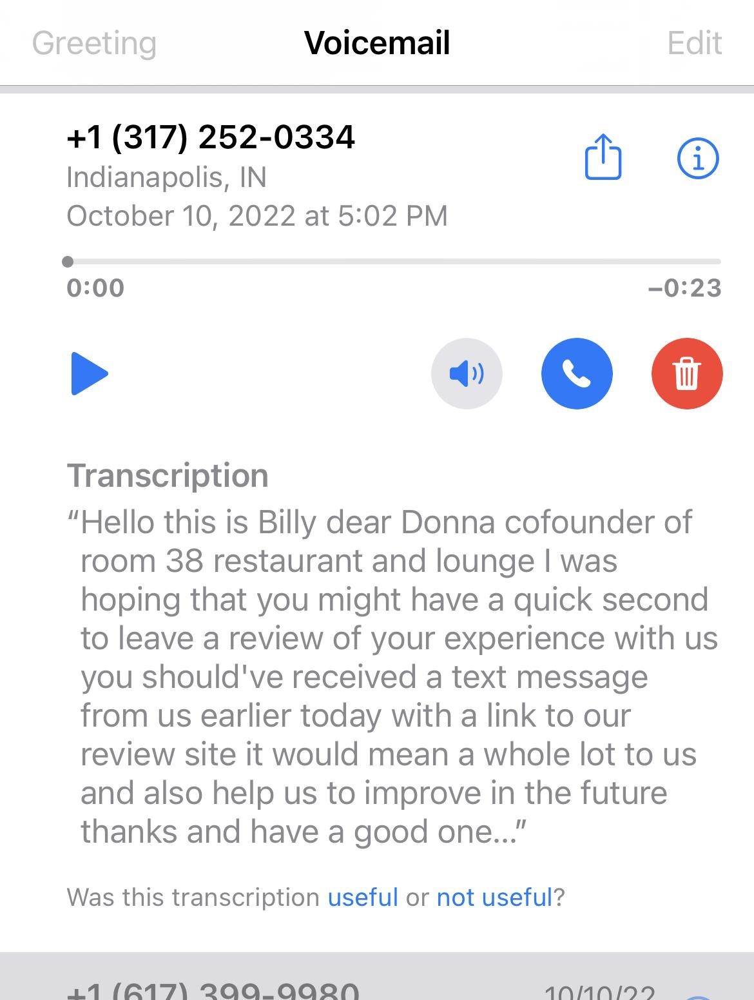 Greeting Voicemail Edit
+1 (317) 252-0334
Indianapolis, IN
October 10, 2022 at 5:02 PM
0:00 –0:23
Transcription
“Hello this is Billy dear Donna cofounder of
room 38 restaurant and lounge I was
hoping that you might have a quick second
to leave a review of your experience with us
you should've received a text message
from us earlier today with a link to our
review site it would mean a whole lot to us
and also help us to improve in the future
thanks and have a good one...”
Was this transcription useful or not useful?
+1 (617) 399-9980 10/10/22